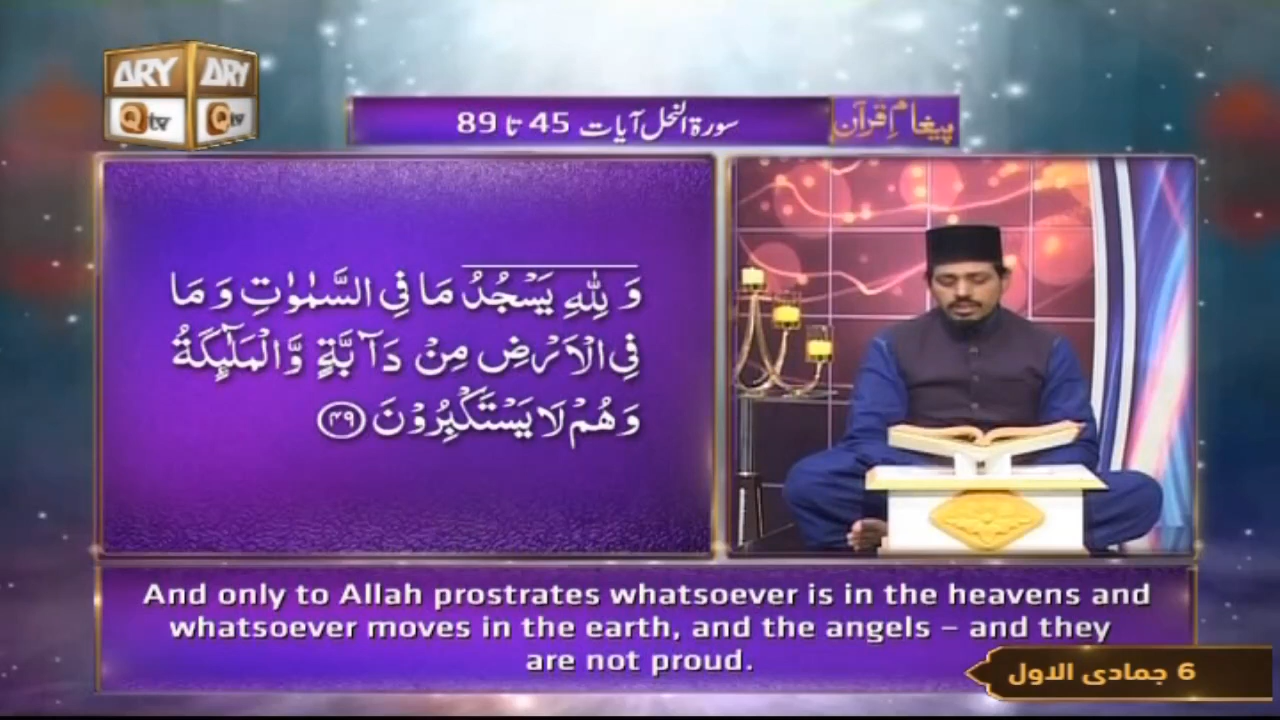 ARY ARY
Qtv Qtv
پیغامِ قرآن
سورۃ النحل آیات 45 تا 89
وَ لِلّٰهِ یَسْجُدُ مَا فِی السَّمٰوٰتِ وَ مَا
فِی الْاَرْضِ مِنْ دَآبَّةٍ وَّ الْمَلٰٓىِٕكَةُ
وَ هُمْ لَا یَسْتَكْبِرُوْنَ ﴿۴۹﴾
And only to Allah prostrates whatsoever is in the heavens and
whatsoever moves in the earth, and the angels – and they
are not proud.
6 جمادی الاول